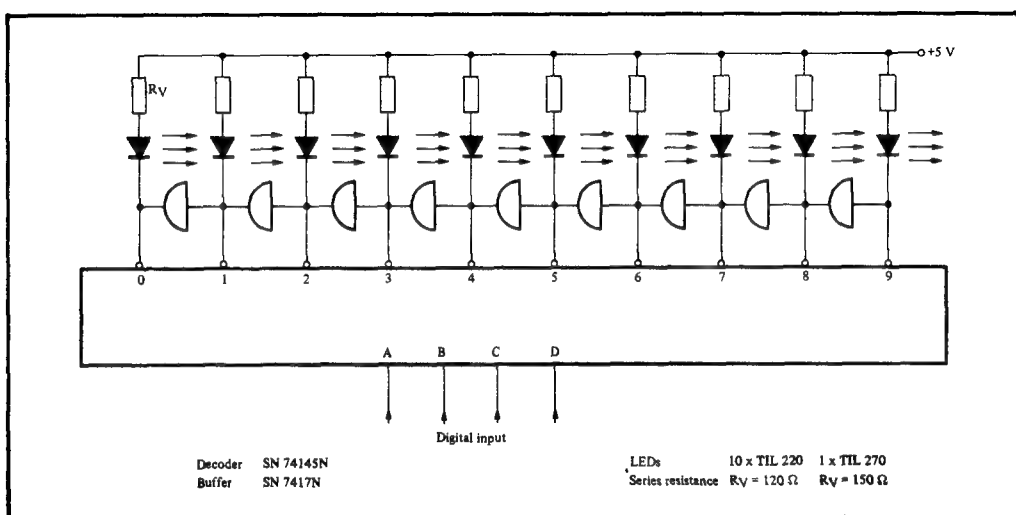 +5 V
RV
0 1 2 3 4 5 6 7 8 9
A B C D
Digital input
Decoder SN 74145N
Buffer SN 7417N
LEDs 10 x TIL 220 1 x TIL 270
Series resistance RV = 120 Ω RV = 150 Ω